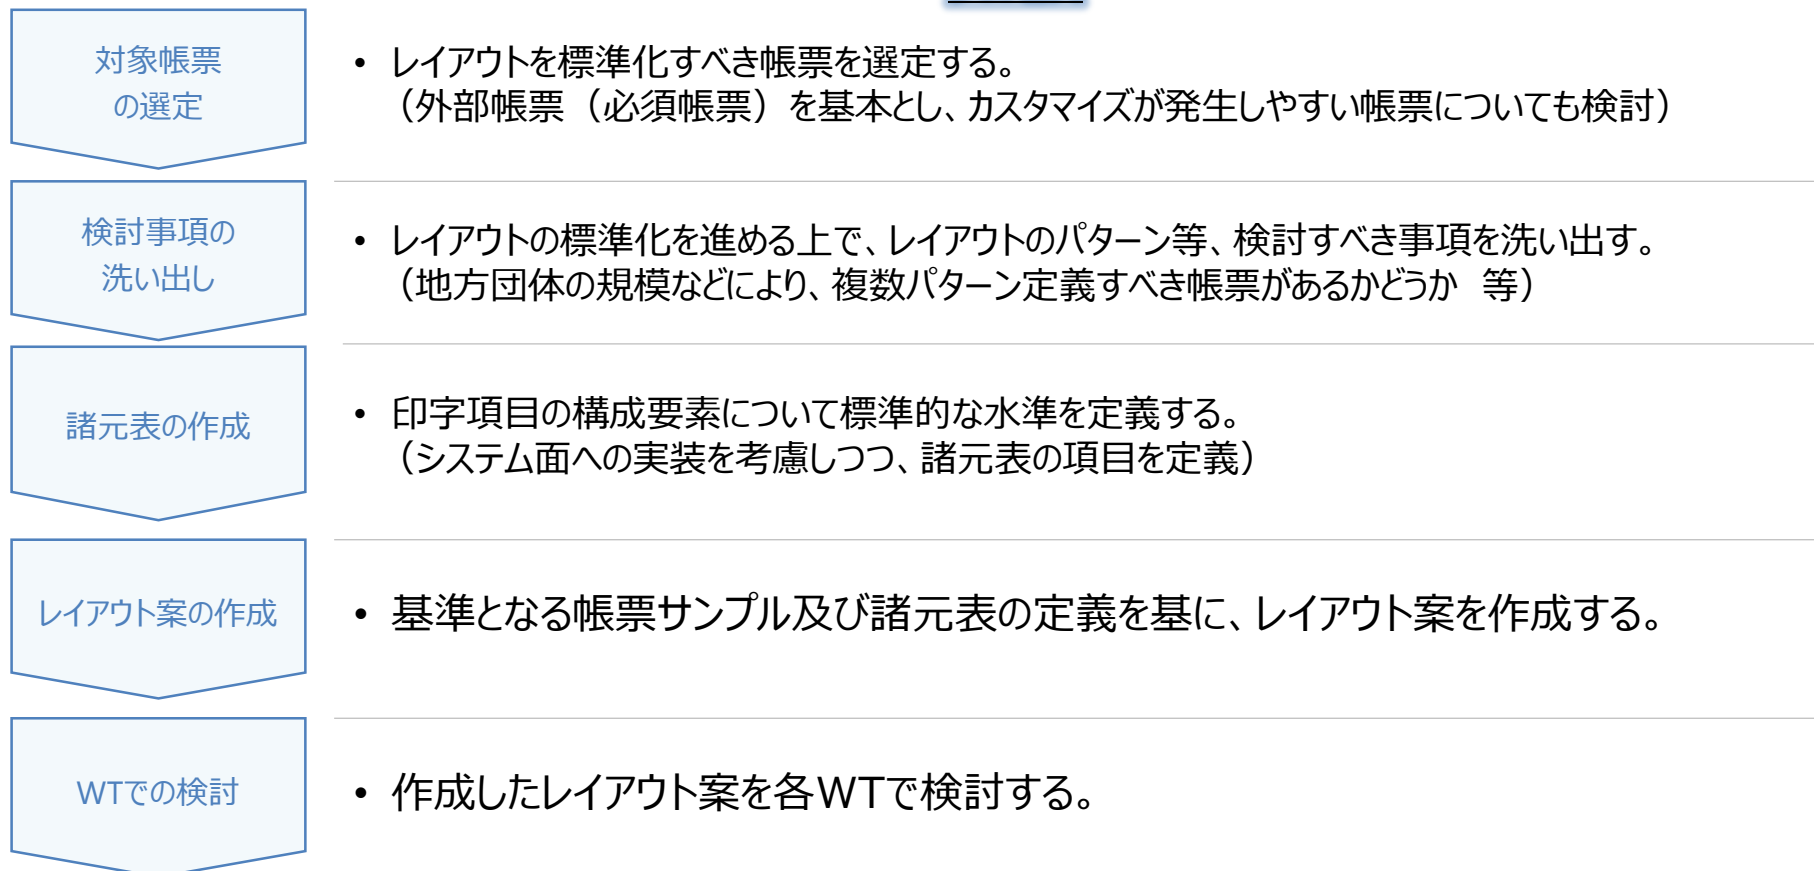 対象帳票
の選定
• レイアウトを標準化すべき帳票を選定する。
（外部帳票（必須帳票）を基本とし、カスタマイズが発生しやすい帳票についても検討）
検討事項の
洗い出し
• レイアウトの標準化を進める上で、レイアウトのパターン等、検討すべき事項を洗い出す。
（地方団体の規模などにより、複数パターン定義すべき帳票があるかどうか 等）
諸元表の作成
• 印字項目の構成要素について標準的な水準を定義する。
（システム面への実装を考慮しつつ、諸元表の項目を定義）
レイアウト案の作成
• 基準となる帳票サンプル及び諸元表の定義を基に、レイアウト案を作成する。
WTでの検討
• 作成したレイアウト案を各WTで検討する。